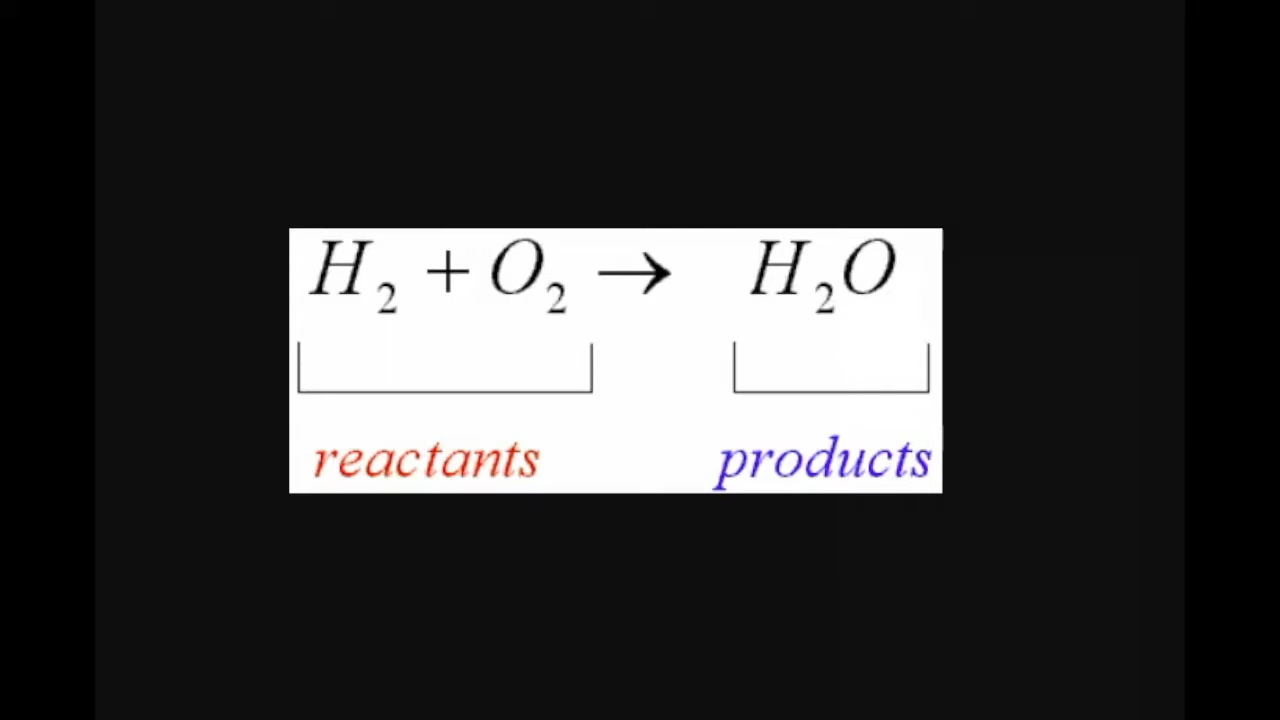 H₂ + O₂ → H₂O
reactants products